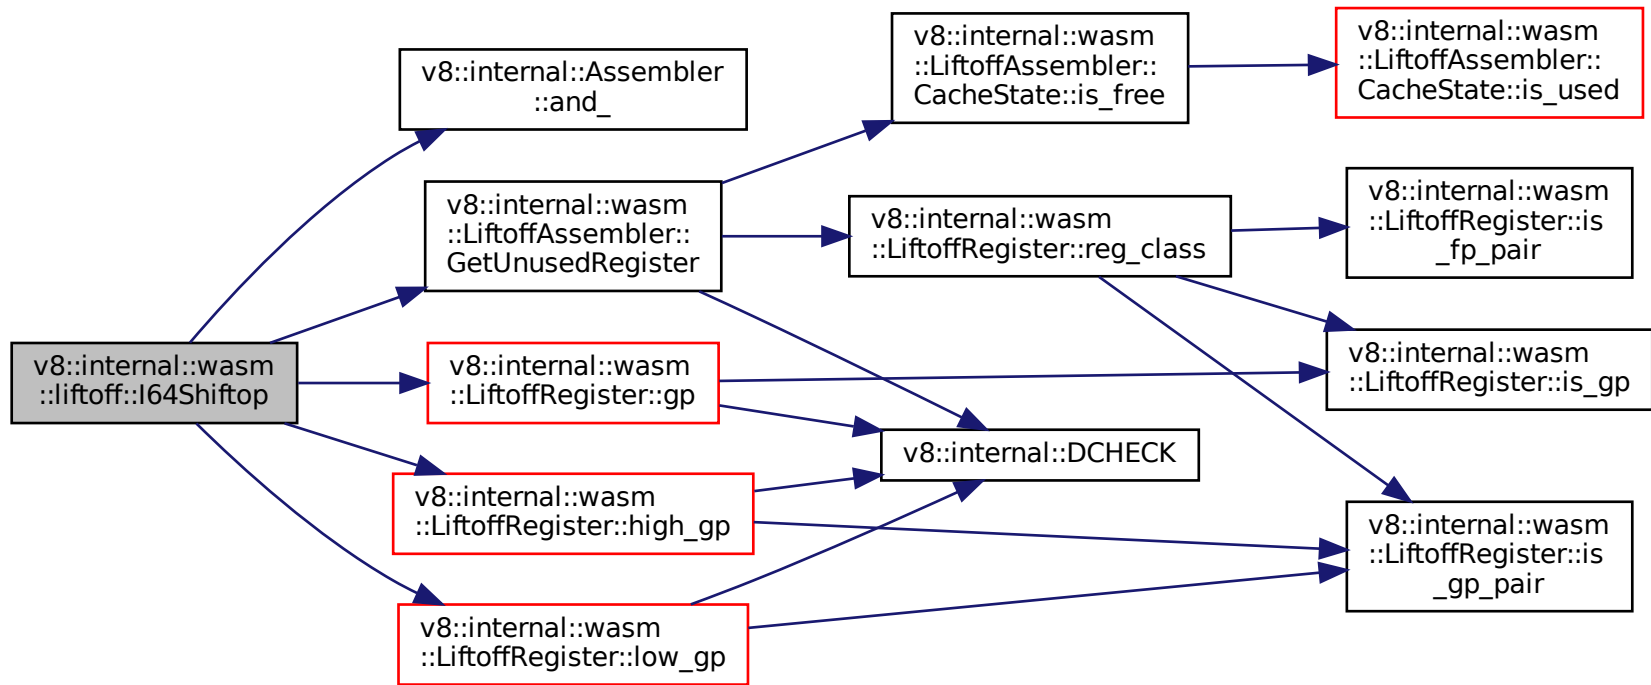 v8::internal::wasm
::liftoff::I64Shiftop
v8::internal::Assembler
::and_
v8::internal::wasm
::LiftoffAssembler::
GetUnusedRegister
v8::internal::wasm
::LiftoffRegister::gp
v8::internal::wasm
::LiftoffRegister::high_gp
v8::internal::wasm
::LiftoffRegister::low_gp
v8::internal::wasm
::LiftoffAssembler::
CacheState::is_free
v8::internal::wasm
::LiftoffRegister::reg_class
v8::internal::DCHECK
v8::internal::wasm
::LiftoffAssembler::
CacheState::is_used
v8::internal::wasm
::LiftoffRegister::is
_fp_pair
v8::internal::wasm
::LiftoffRegister::is_gp
v8::internal::wasm
::LiftoffRegister::is
_gp_pair